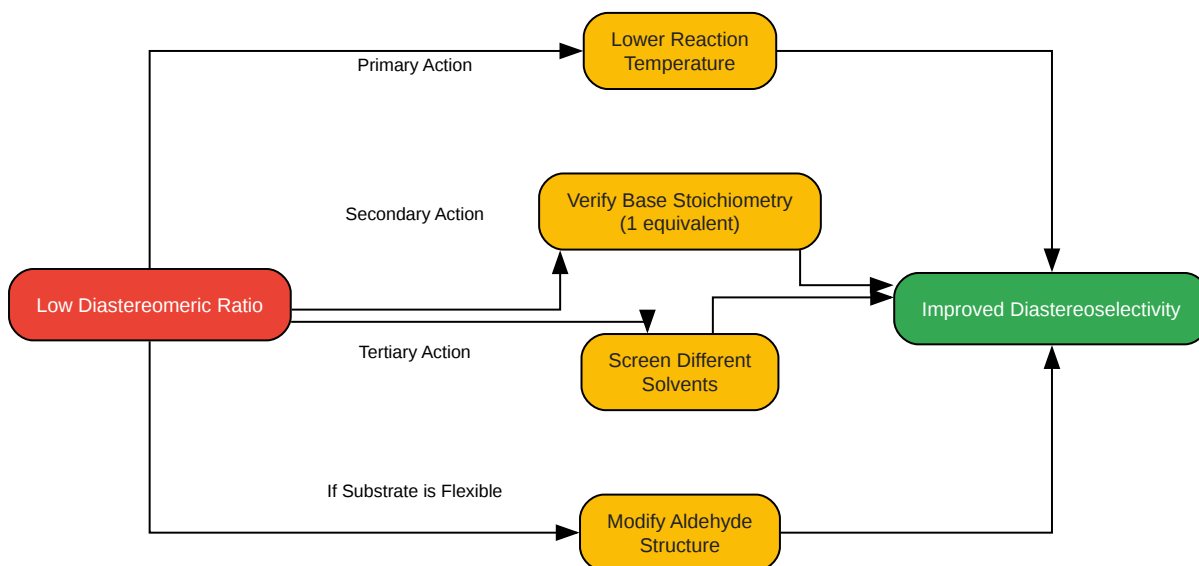 Lower Reaction
Temperature
Primary Action
Verify Base Stoichiometry
(1 equivalent)
Secondary Action
Low Diastereomeric Ratio
Improved Diastereoselectivity
Tertiary Action
Screen Different
Solvents
If Substrate is Flexible
Modify Aldehyde
Structure